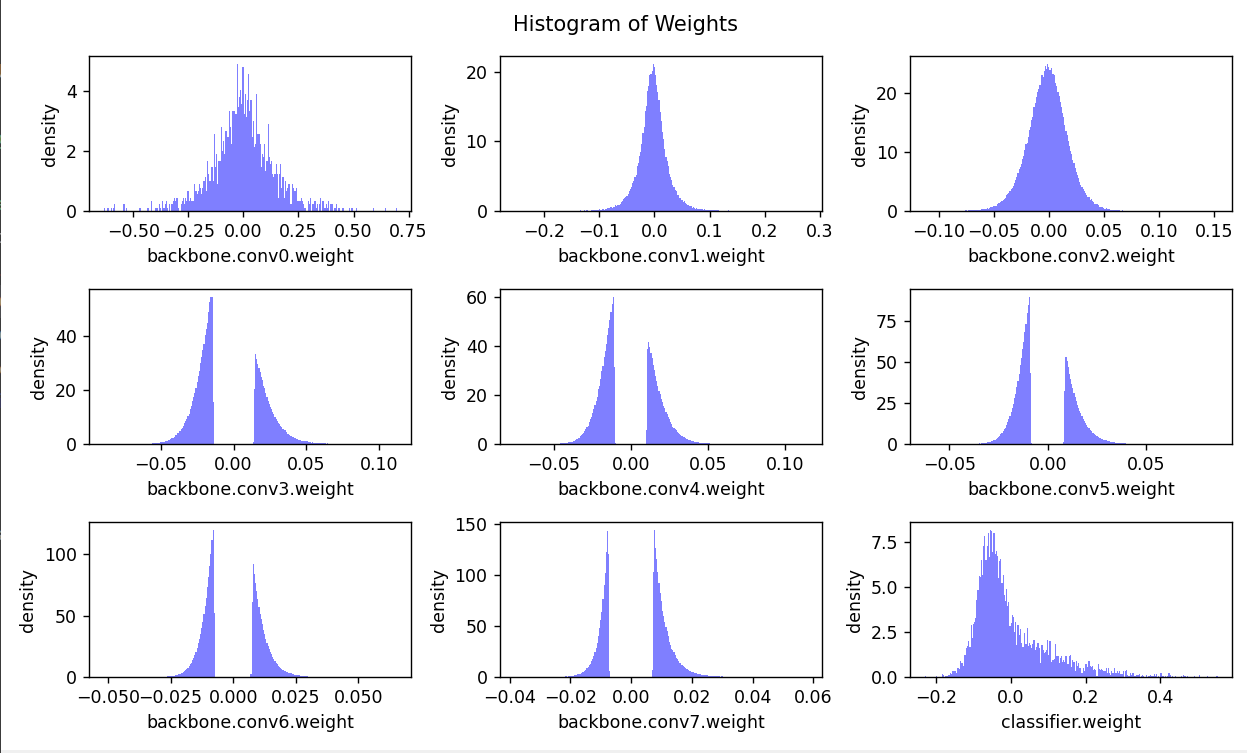 Histogram of Weights
density
4
2
0
−0.50 −0.25 0.00 0.25 0.50 0.75
backbone.conv0.weight
density
20
10
0
−0.2 −0.1 0.0 0.1 0.2 0.3
backbone.conv1.weight
density
20
10
0
−0.10 −0.05 0.00 0.05 0.10 0.15
backbone.conv2.weight
density
40
20
0
−0.05 0.00 0.05 0.10
backbone.conv3.weight
density
60
40
20
0
−0.05 0.00 0.05 0.10
backbone.conv4.weight
density
75
50
25
0
−0.05 0.00 0.05
backbone.conv5.weight
density
100
50
0
−0.050 −0.025 0.000 0.025 0.050
backbone.conv6.weight
density
150
100
50
0
−0.04 −0.02 0.00 0.02 0.04 0.06
backbone.conv7.weight
density
7.5
5.0
2.5
0.0
−0.2 0.0 0.2 0.4
classifier.weight